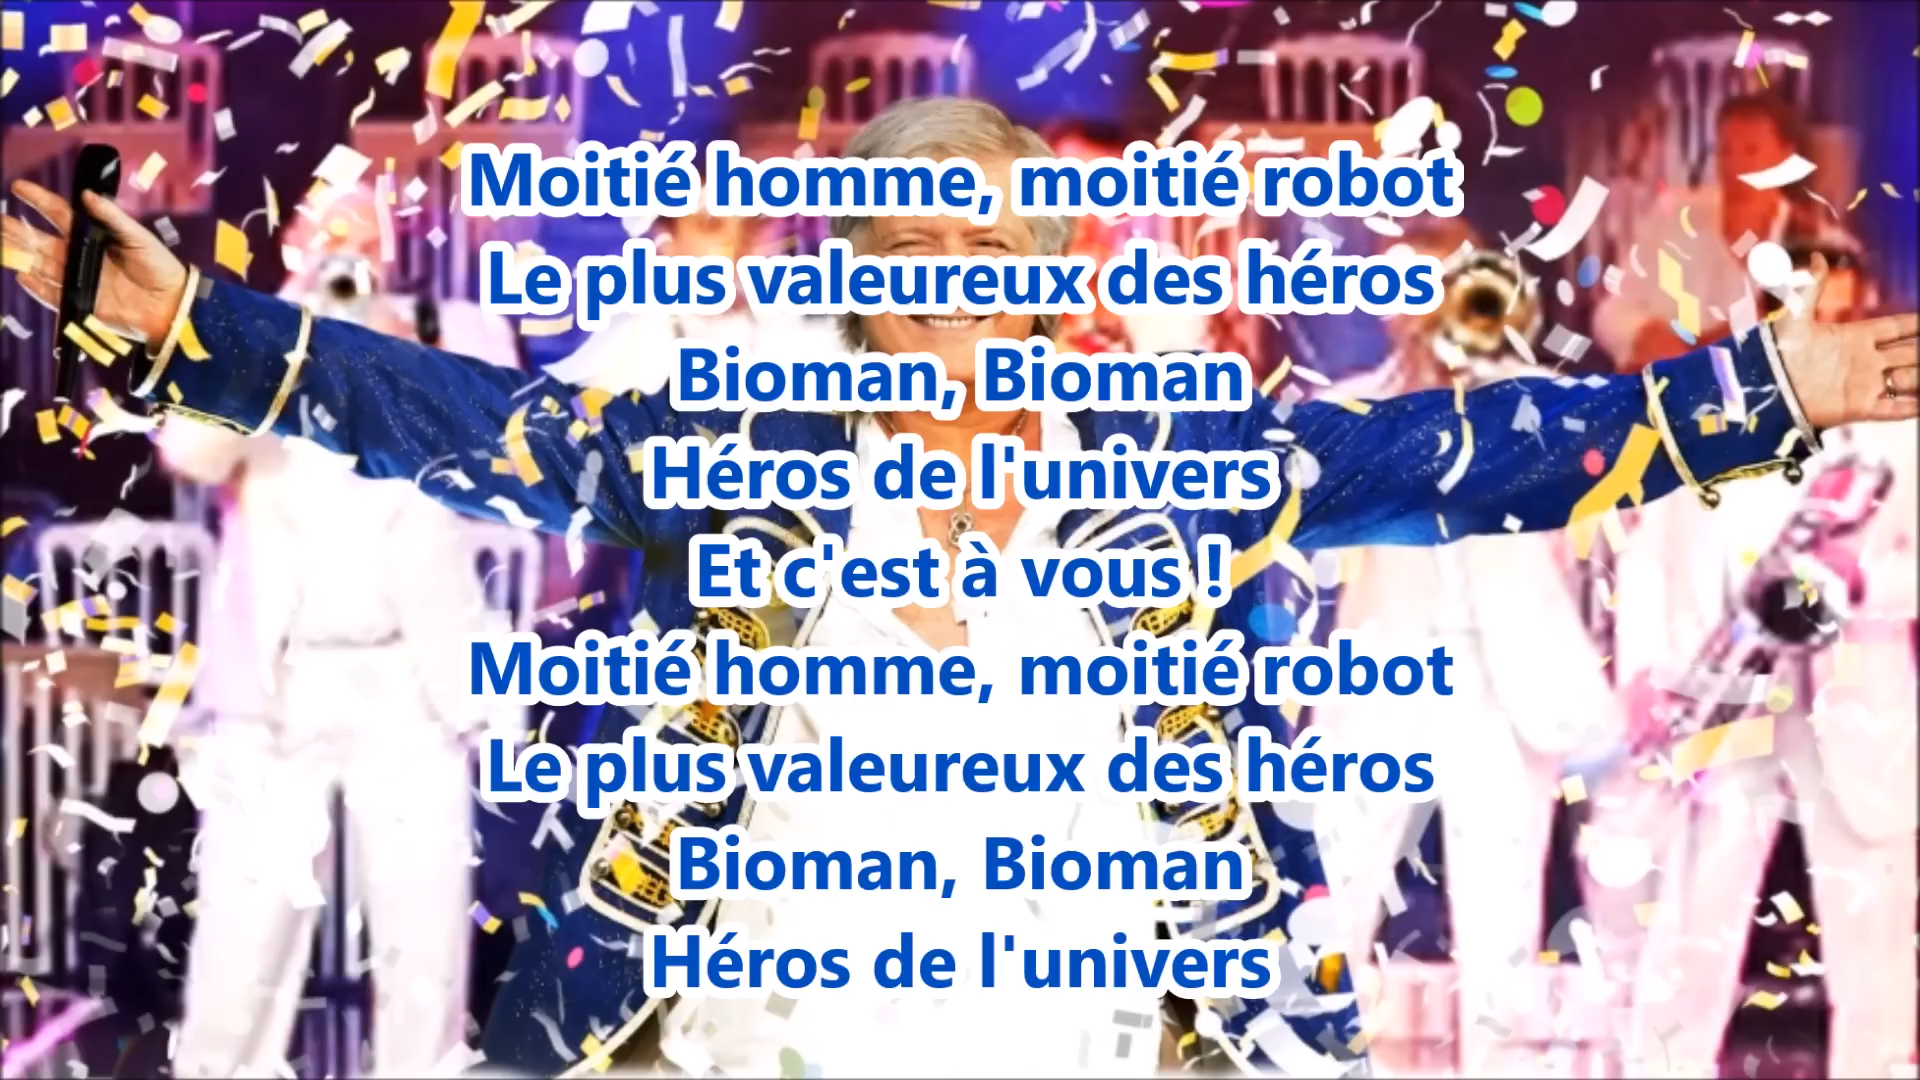 Moitié homme, moitié robot
Le plus valeureux des héros
Bioman, Bioman
Héros de l'univers
Et c'est à vous !
Moitié homme, moitié robot
Le plus valeureux des héros
Bioman, Bioman
Héros de l'univers